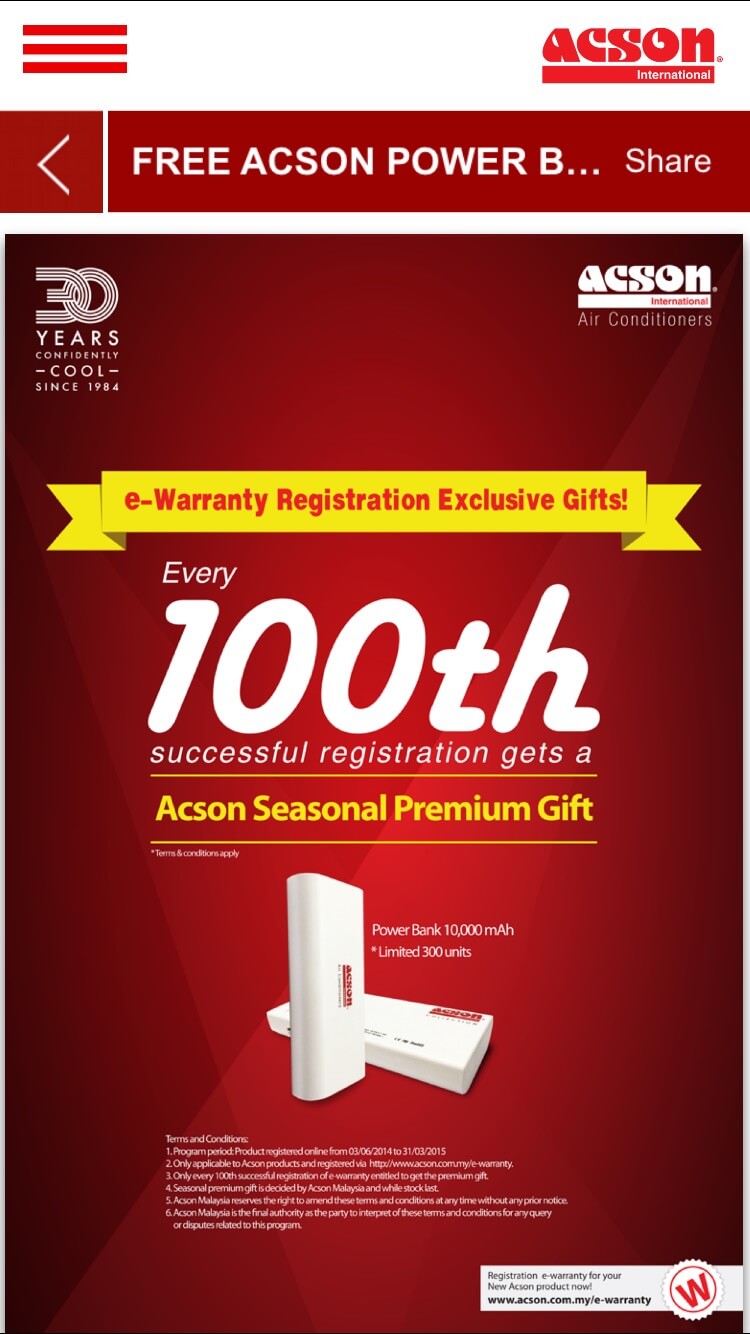 ACSON®
International
FREE ACSON POWER B... Share
30
YEARS
CONFIDENTLY
–COOL–
SINCE 1984
ACSON®
International
Air Conditioners
e-Warranty Registration Exclusive Gifts!
Every
100th
successful registration gets a
Acson Seasonal Premium Gift
*Terms & conditions apply
Power Bank 10,000 mAh
* Limited 300 units
ACSON
Air Conditioners
ACSON
COLLECTION
CE RoHS
Terms and Conditions:
1. Program period: Product registered online from 03/06/2014 to 31/03/2015
2. Only applicable to Acson products and registered via http://www.acson.com.my/e-warranty.
3. Only every 100th successful registration of e-warranty entitled to get the premium gift.
4. Seasonal premium gift is decided by Acson Malaysia and while stock last.
5. Acson Malaysia reserves the right to amend these terms and conditions at any time without any prior notice.
6. Acson Malaysia is the final authority as the party to interpret of these terms and conditions for any query
or disputes related to this program.
Registration e-warranty for your
New Acson product now!
www.acson.com.my/e-warranty
W